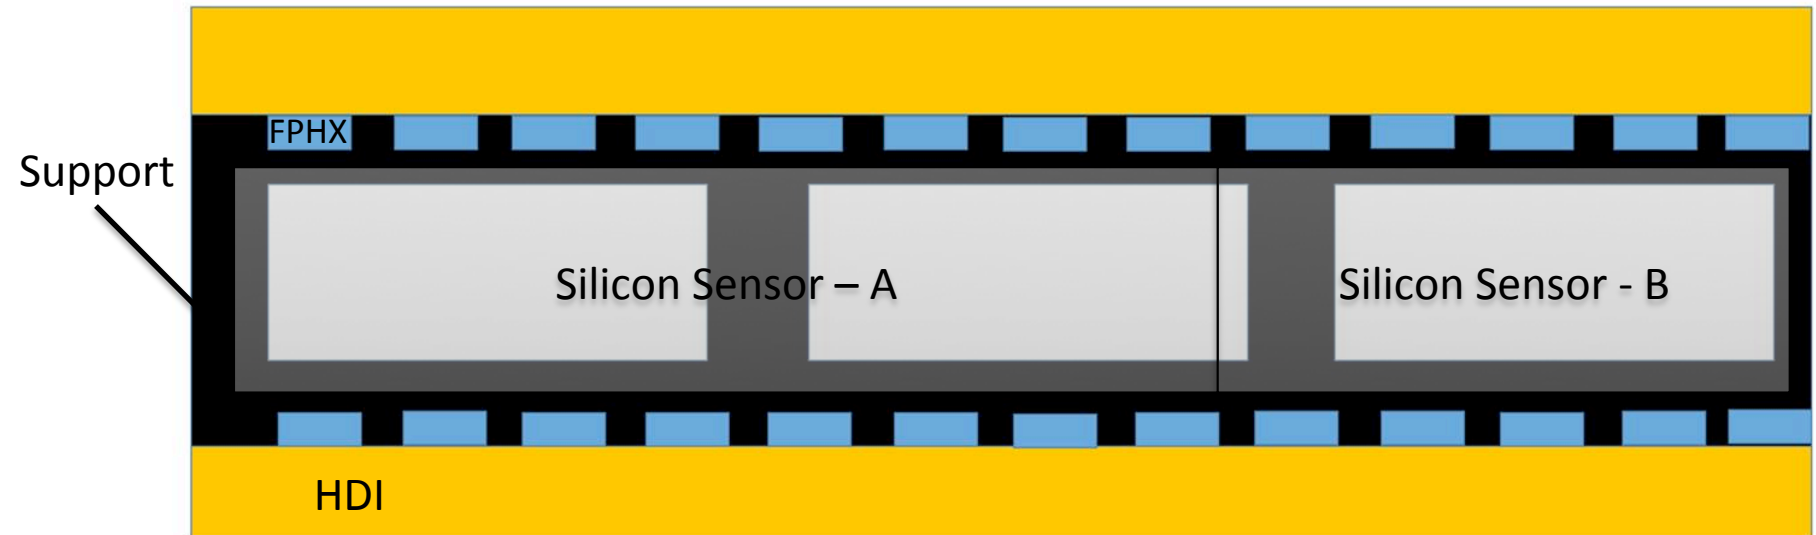 FPHX
Support
Silicon Sensor – A
Silicon Sensor - B
HDI